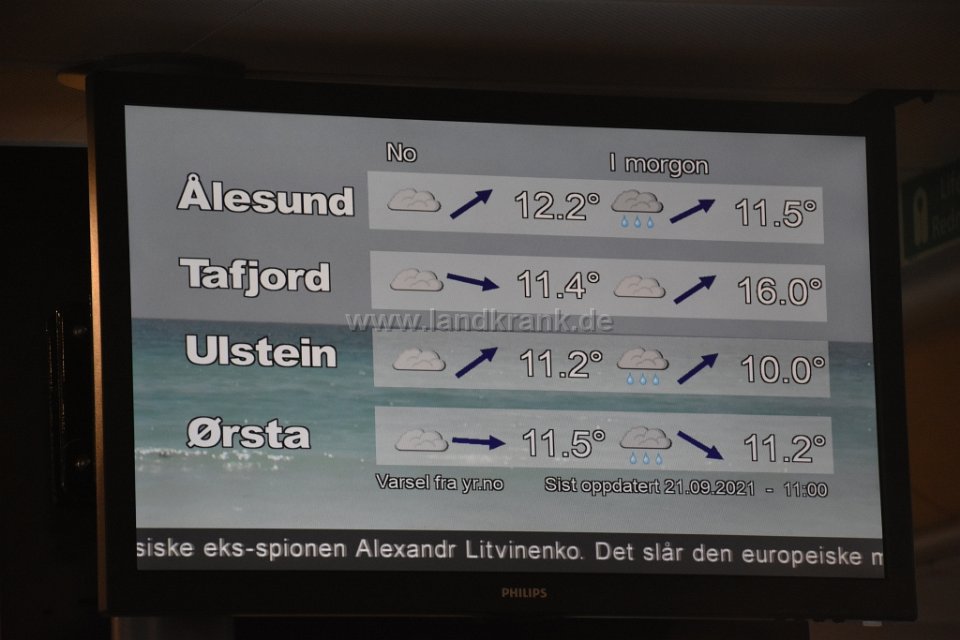 No I morgon
Ålesund 12.2° 11.5°
Tafjord 11.4° 16.0°
www.landkrank.de
Ulstein 11.2° 10.0°
Ørsta 11.5° 11.2°
Varsel fra yr.no Sist oppdatert 21.09.2021 - 11:00
siske eks-spionen Alexandr Litvinenko. Det slår den europeiske m
PHILIPS